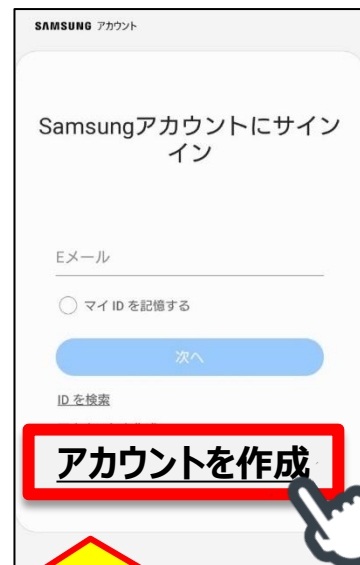 SAMSUNG アカウント
Samsungアカウントにサイン
イン
Eメール
マイ ID を記憶する
次へ
ID を検索
アカウントを作成